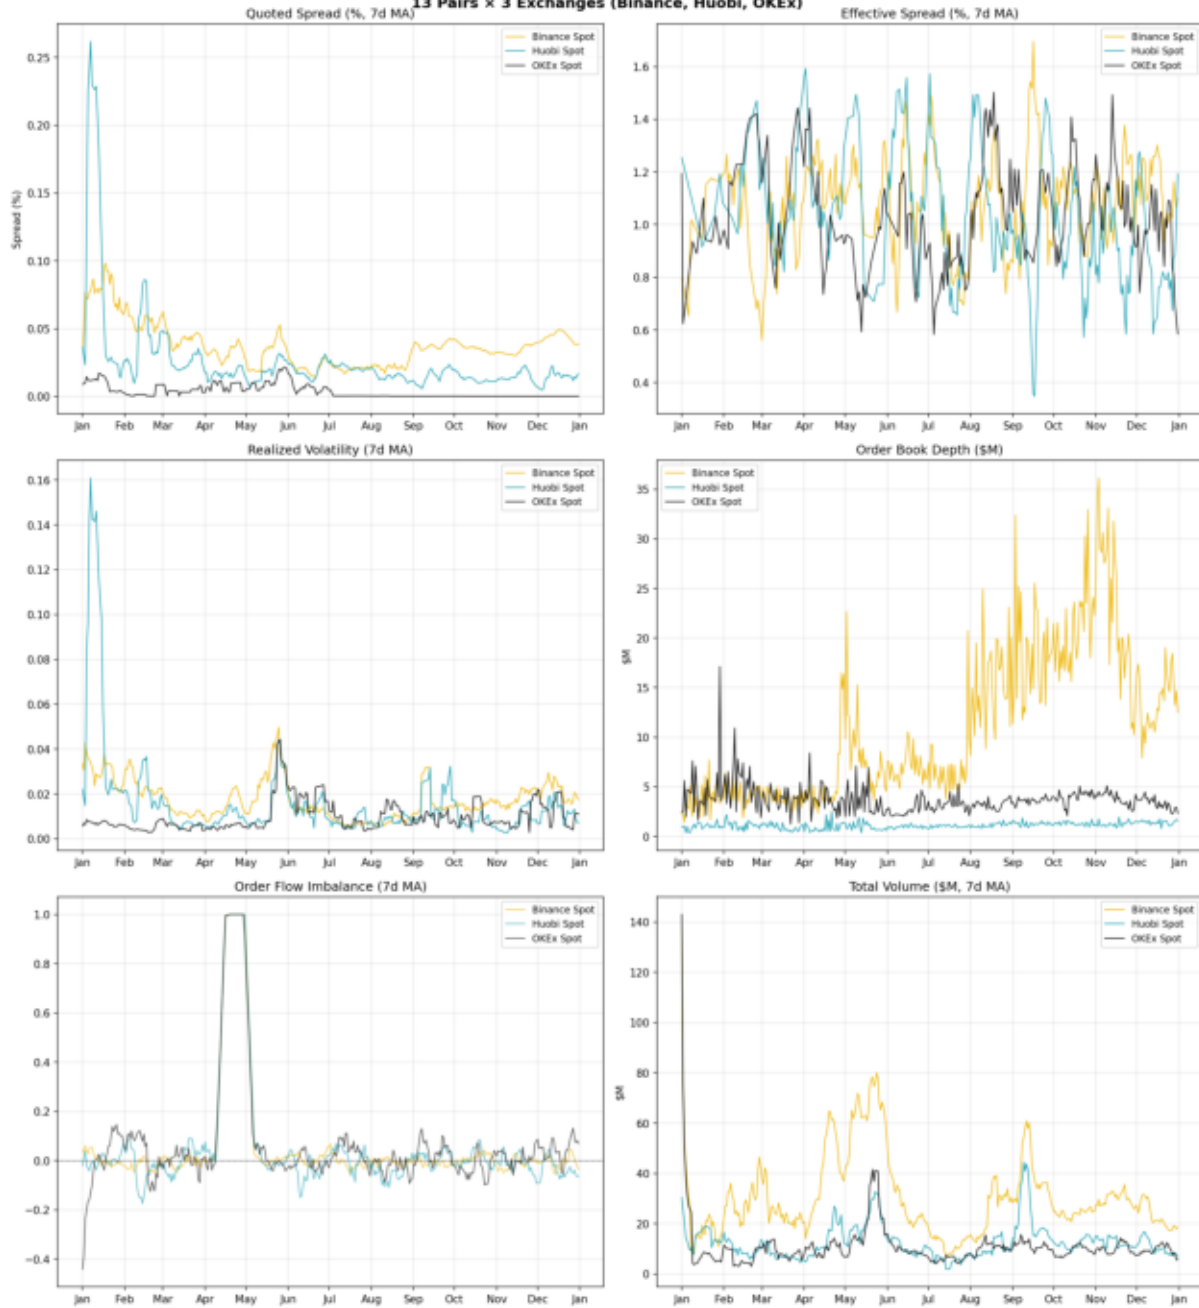 13 Pairs × 3 Exchanges (Binance, Huobi, OKEx)
Quoted Spread (%, 7d MA)
Binance Spot
Huobi Spot
OKEx Spot
Spread (%)
0.25
0.20
0.15
0.10
0.05
0.00
Jan Feb Mar Apr May Jun Jul Aug Sep Oct Nov Dec Jan
Effective Spread (%, 7d MA)
Binance Spot
Huobi Spot
OKEx Spot
1.6
1.4
1.2
1.0
0.8
0.6
0.4
Jan Feb Mar Apr May Jun Jul Aug Sep Oct Nov Dec Jan
Realized Volatility (7d MA)
Binance Spot
Huobi Spot
OKEx Spot
0.16
0.14
0.12
0.10
0.08
0.06
0.04
0.02
0.00
Jan Feb Mar Apr May Jun Jul Aug Sep Oct Nov Dec Jan
Order Book Depth ($M)
Binance Spot
Huobi Spot
OKEx Spot
$M
35
30
25
20
15
10
5
0
Jan Feb Mar Apr May Jun Jul Aug Sep Oct Nov Dec Jan
Order Flow Imbalance (7d MA)
Binance Spot
Huobi Spot
OKEx Spot
1.0
0.8
0.6
0.4
0.2
0.0
−0.2
−0.4
Jan Feb Mar Apr May Jun Jul Aug Sep Oct Nov Dec Jan
Total Volume ($M, 7d MA)
Binance Spot
Huobi Spot
OKEx Spot
$M
140
120
100
80
60
40
20
0
Jan Feb Mar Apr May Jun Jul Aug Sep Oct Nov Dec Jan